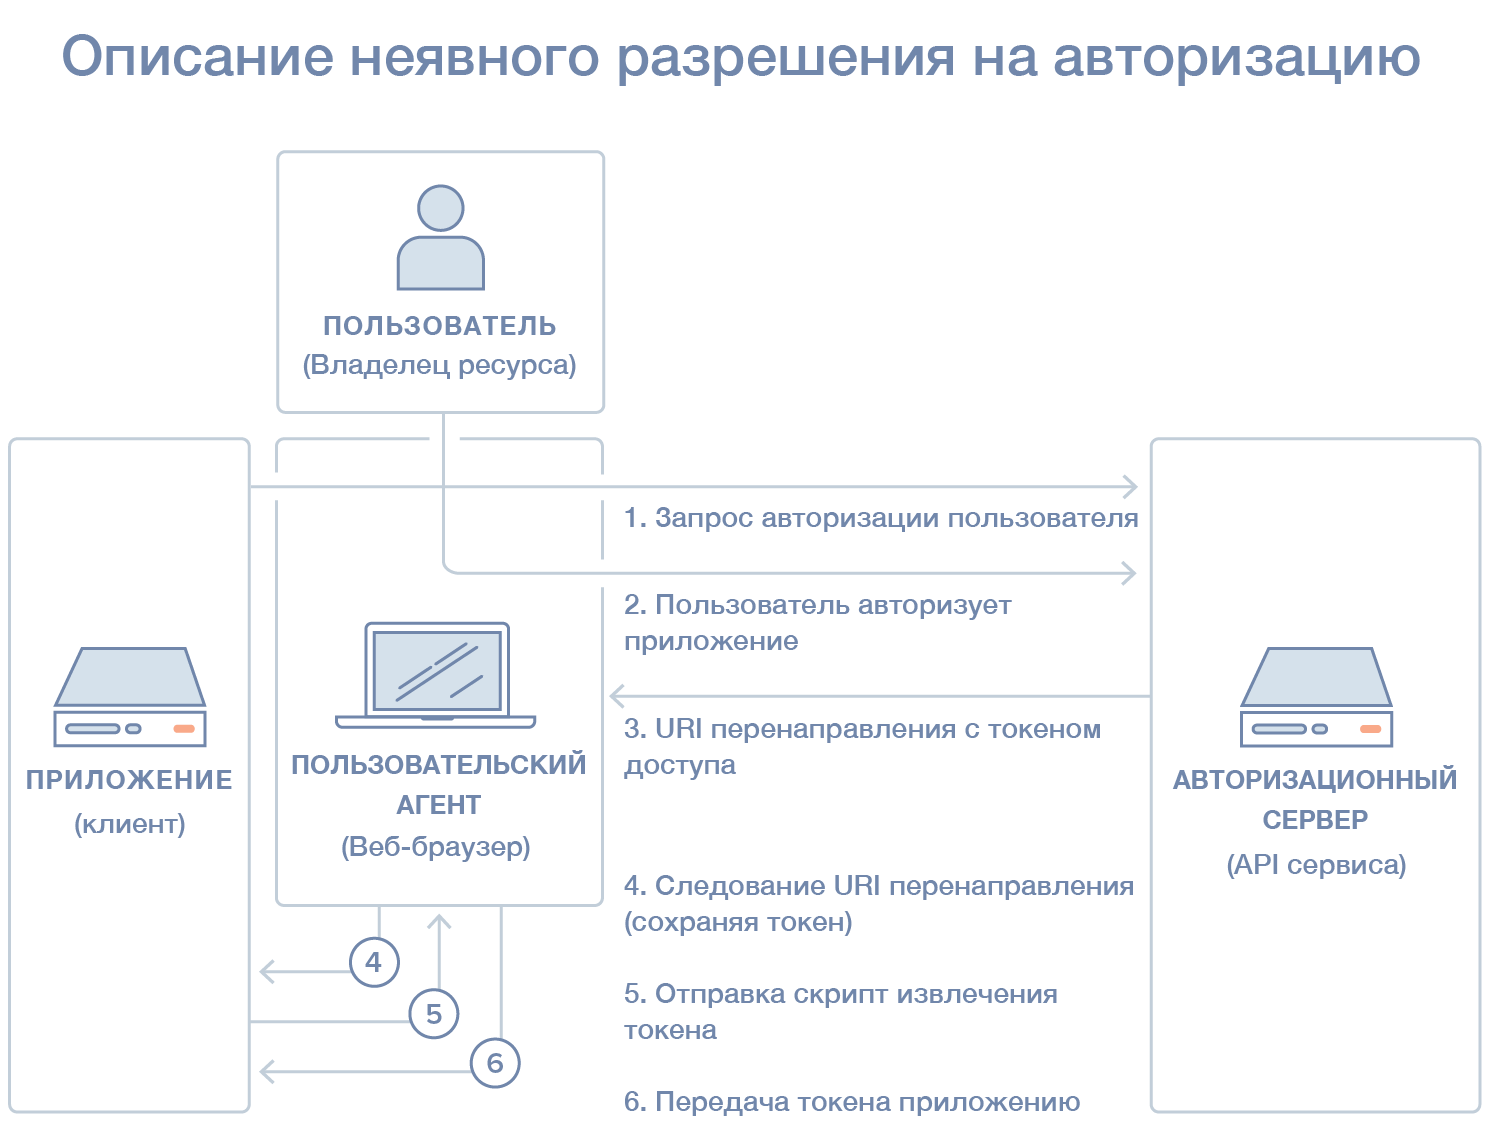 Описание неявного разрешения на авторизацию
ПОЛЬЗОВАТЕЛЬ
(Владелец ресурса)
1. Запрос авторизации пользователя
2. Пользователь авторизует
приложение
3. URI перенаправления с токеном
доступа
ПРИЛОЖЕНИЕ
(клиент)
ПОЛЬЗОВАТЕЛЬСКИЙ
АГЕНТ
(Веб-браузер)
АВТОРИЗАЦИОННЫЙ
СЕРВЕР
(API сервиса)
4. Следование URI перенаправления
(сохраняя токен)
4
5. Отправка скрипт извлечения
токена
5
6
6. Передача токена приложению